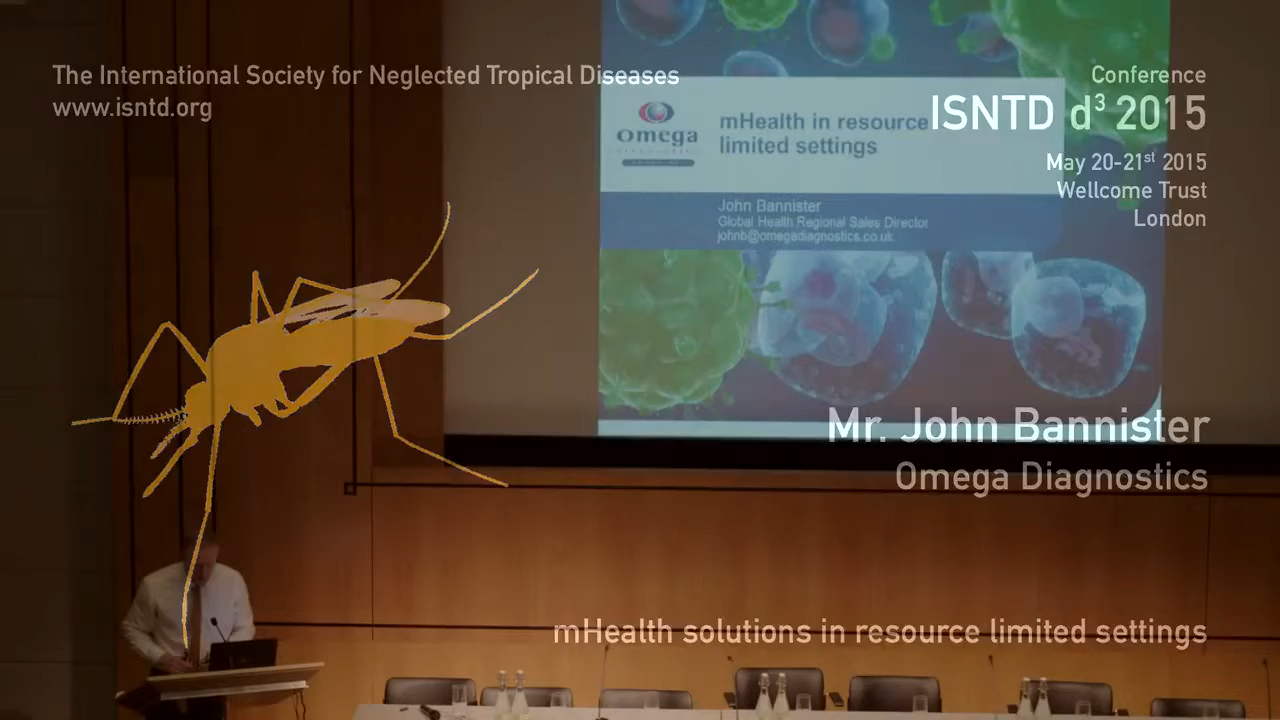 The International Society for Neglected Tropical Diseases
www.isntd.org
Conference
ISNTD d³ 2015
May 20-21st 2015
Wellcome Trust
London
omega
mHealth in resource
limited settings
John Bannister
Global Health Regional Sales Director
johnb@omegadiagnostics.co.uk
Mr. John Bannister
Omega Diagnostics
mHealth solutions in resource limited settings